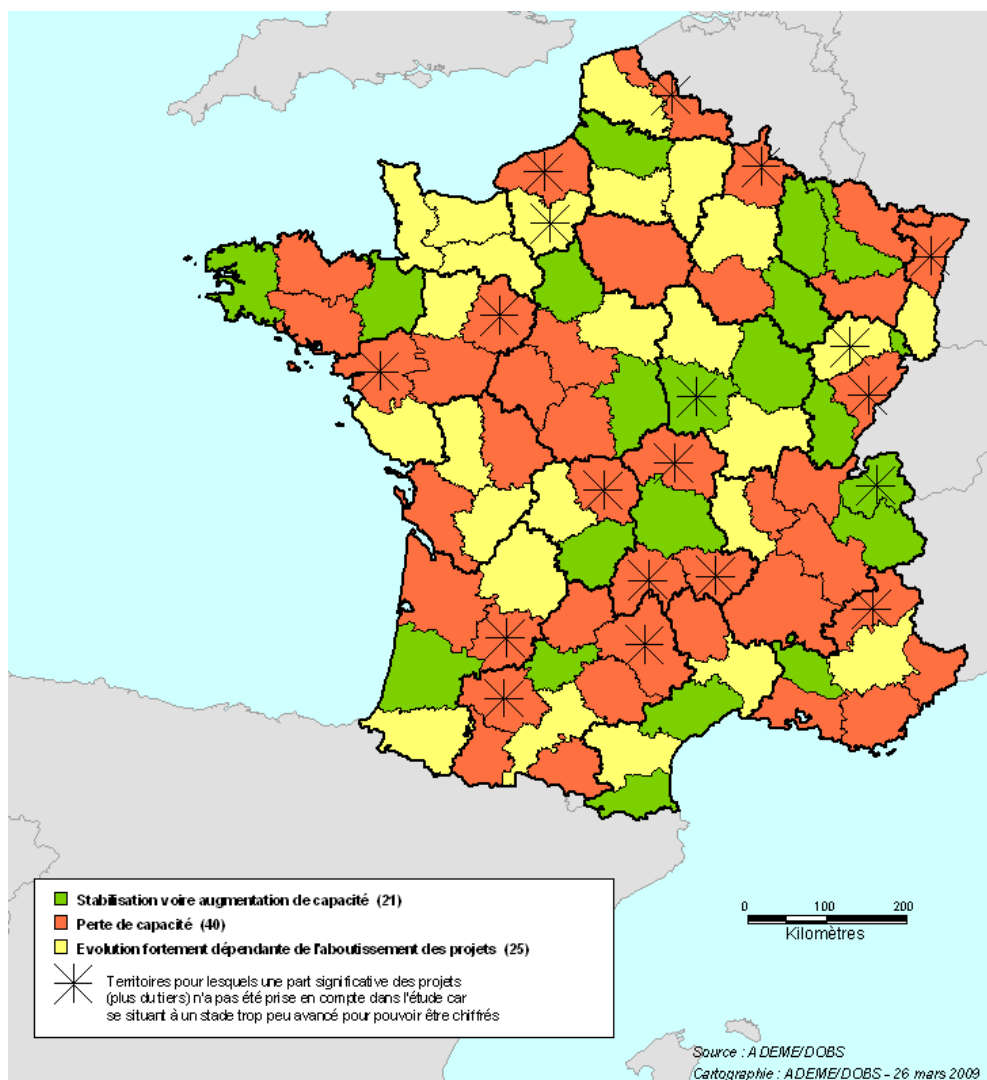 Stabilisation voire augmentation de capacité (21)
Perte de capacité (40)
Evolution fortement dépendante de l'aboutissement des projets (25)
Territoires pour lesquels une part significative des projets
(plus du tiers) n'a pas été prise en compte dans l'étude car
se situant à un stade trop peu avancé pour pouvoir être chiffrés
0 100 200
Kilomètres
Source : ADEME/DOBS
Cartographie : ADEME/DOBS - 26 mars 2009